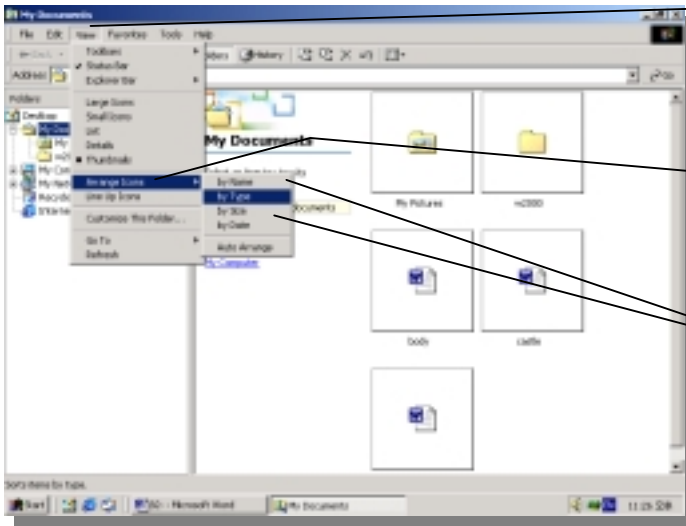 My Documents
File Edit View Favorites Tools Help
History
Address
Go
Folders
Desktop
Toolbars
Status Bar
Explorer Bar
Large Icons
Small Icons
List
Details
Thumbnails
Arrange Icons
Line Up Icons
Customize This Folder...
Go To
Refresh
by Name
by Type
by Size
by Date
Auto Arrange
My Documents
My Computer
My Pictures
body
Sorts items by type.
Start
Microsoft Word
My Documents